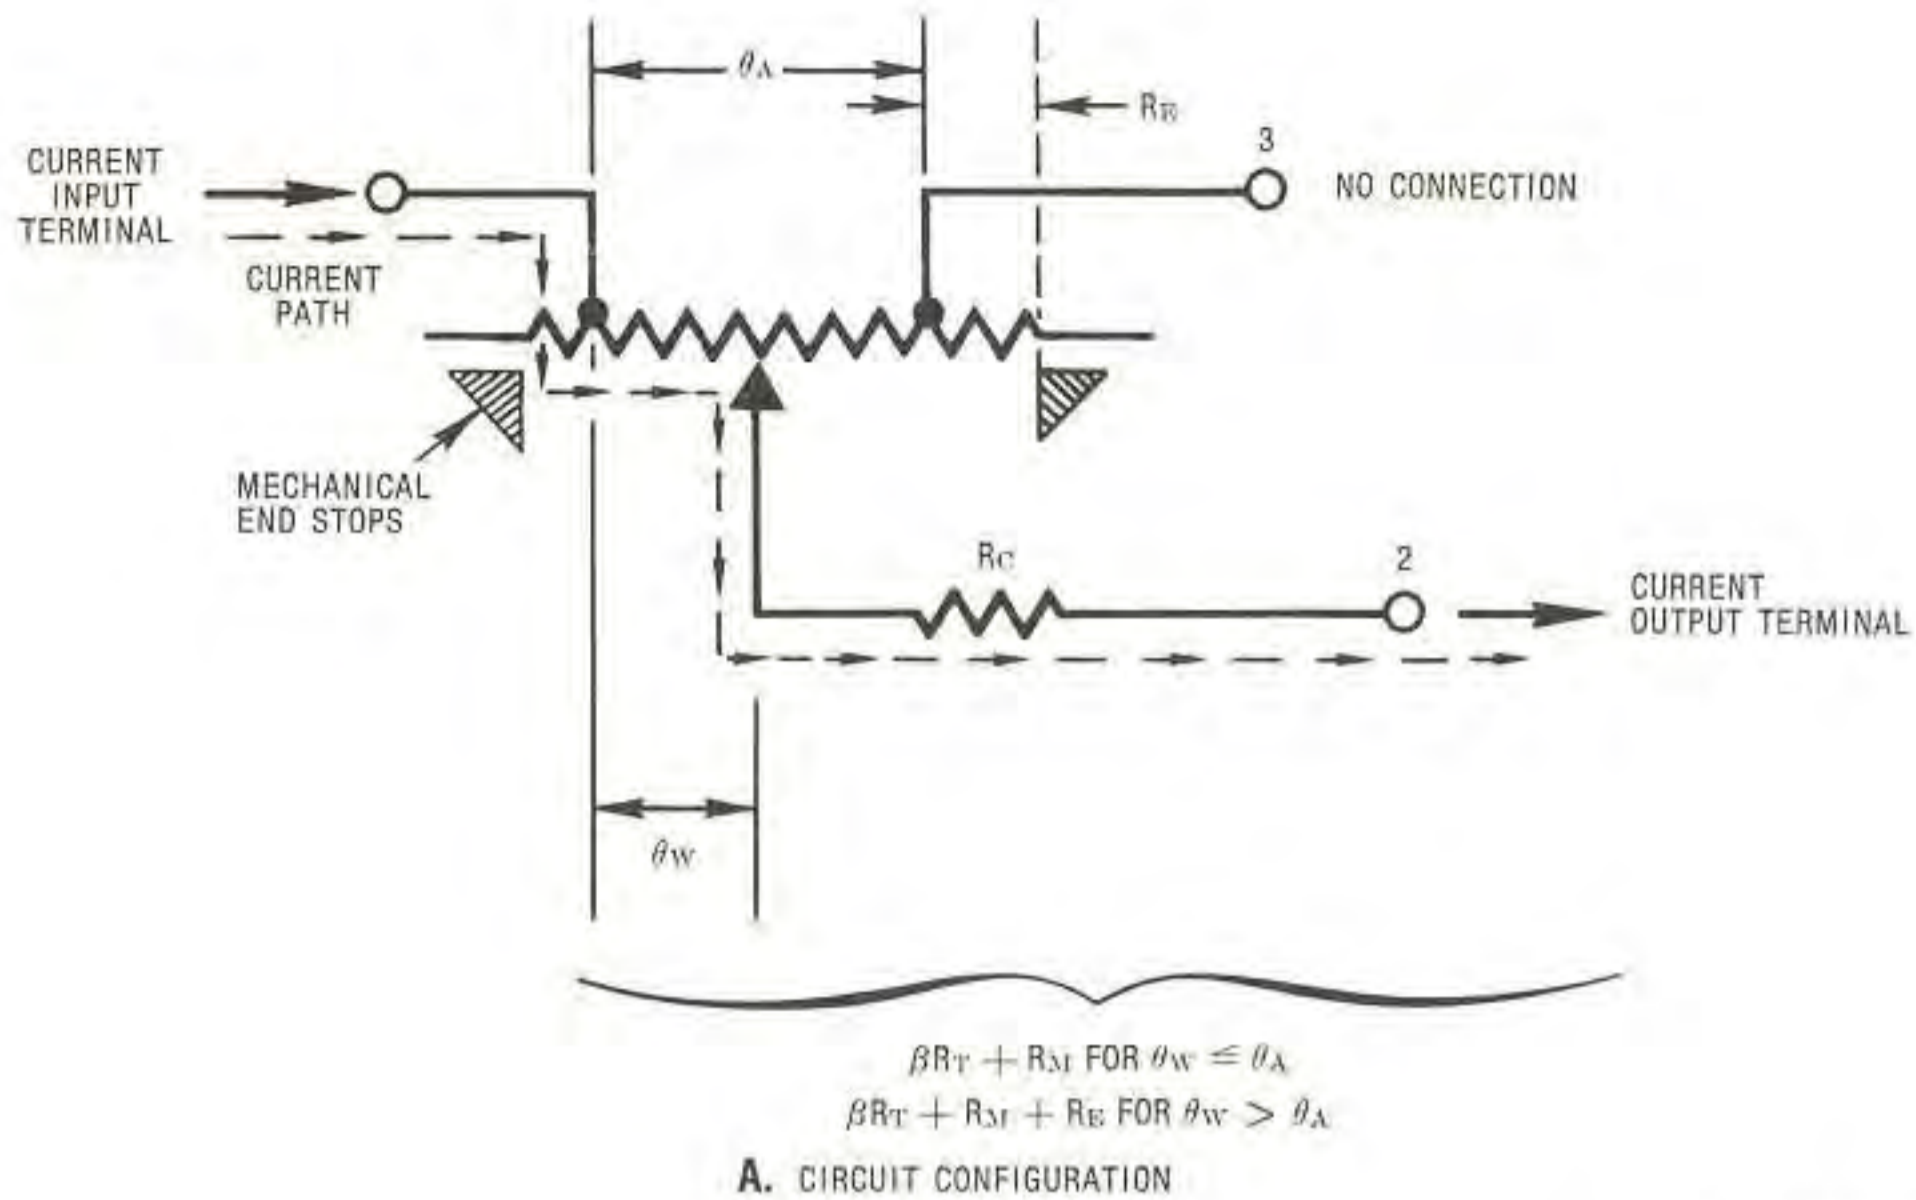 θA
RE
3
CURRENT
INPUT
TERMINAL
NO CONNECTION
CURRENT
PATH
MECHANICAL
END STOPS
RC
2
CURRENT
OUTPUT TERMINAL
θW
βRT + RM FOR θW ≤ θA
βRT + RM + RE FOR θW > θA
A. CIRCUIT CONFIGURATION